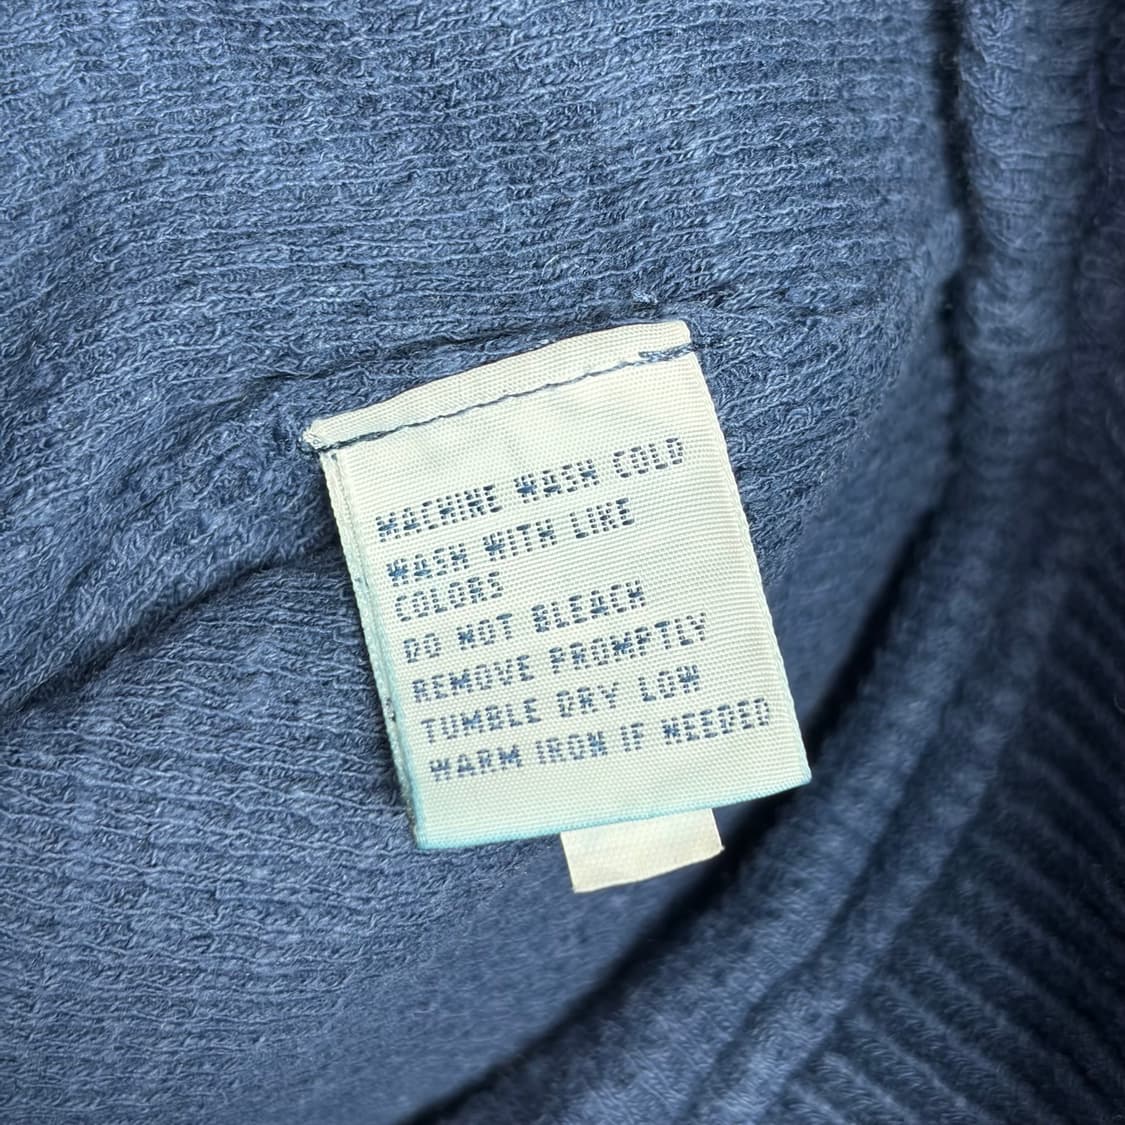 MACHINE WASH COLD
WASH WITH LIKE
COLORS
DO NOT BLEACH
REMOVE PROMPTLY
TUMBLE DRY LOW
WARM IRON IF NEEDED